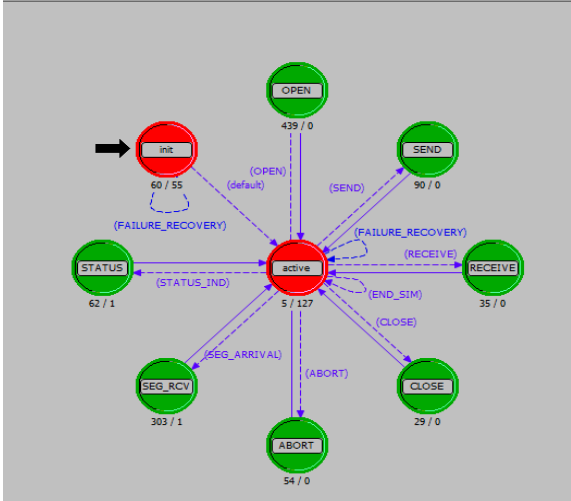 OPEN
439 / 0
init
60 / 55
SEND
90 / 0
(OPEN)
(default)
(SEND)
(FAILURE_RECOVERY)
(FAILURE_RECOVERY)
(RECEIVE)
STATUS
62 / 1
active
5 / 127
RECEIVE
35 / 0
(STATUS_IND)
(END_SIM)
(CLOSE)
(SEG_ARRIVAL)
(ABORT)
SEG_RCV
303 / 1
CLOSE
29 / 0
ABORT
54 / 0